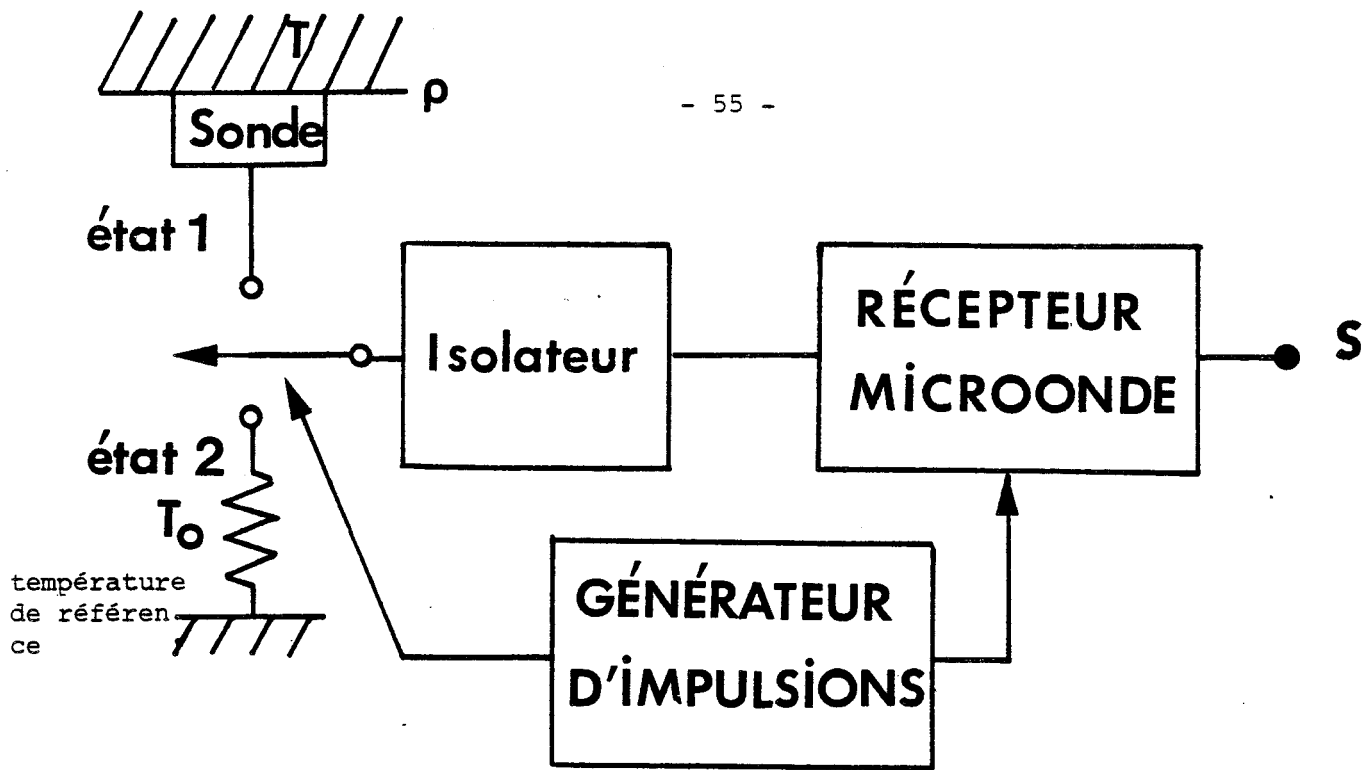 T
ρ
- 55 -
Sonde
état 1
Isolateur
RÉCEPTEUR
MiCROONDE
S
état 2
To
température
de référen
ce
GÉNÉRATEUR
D'iMPULSiONS